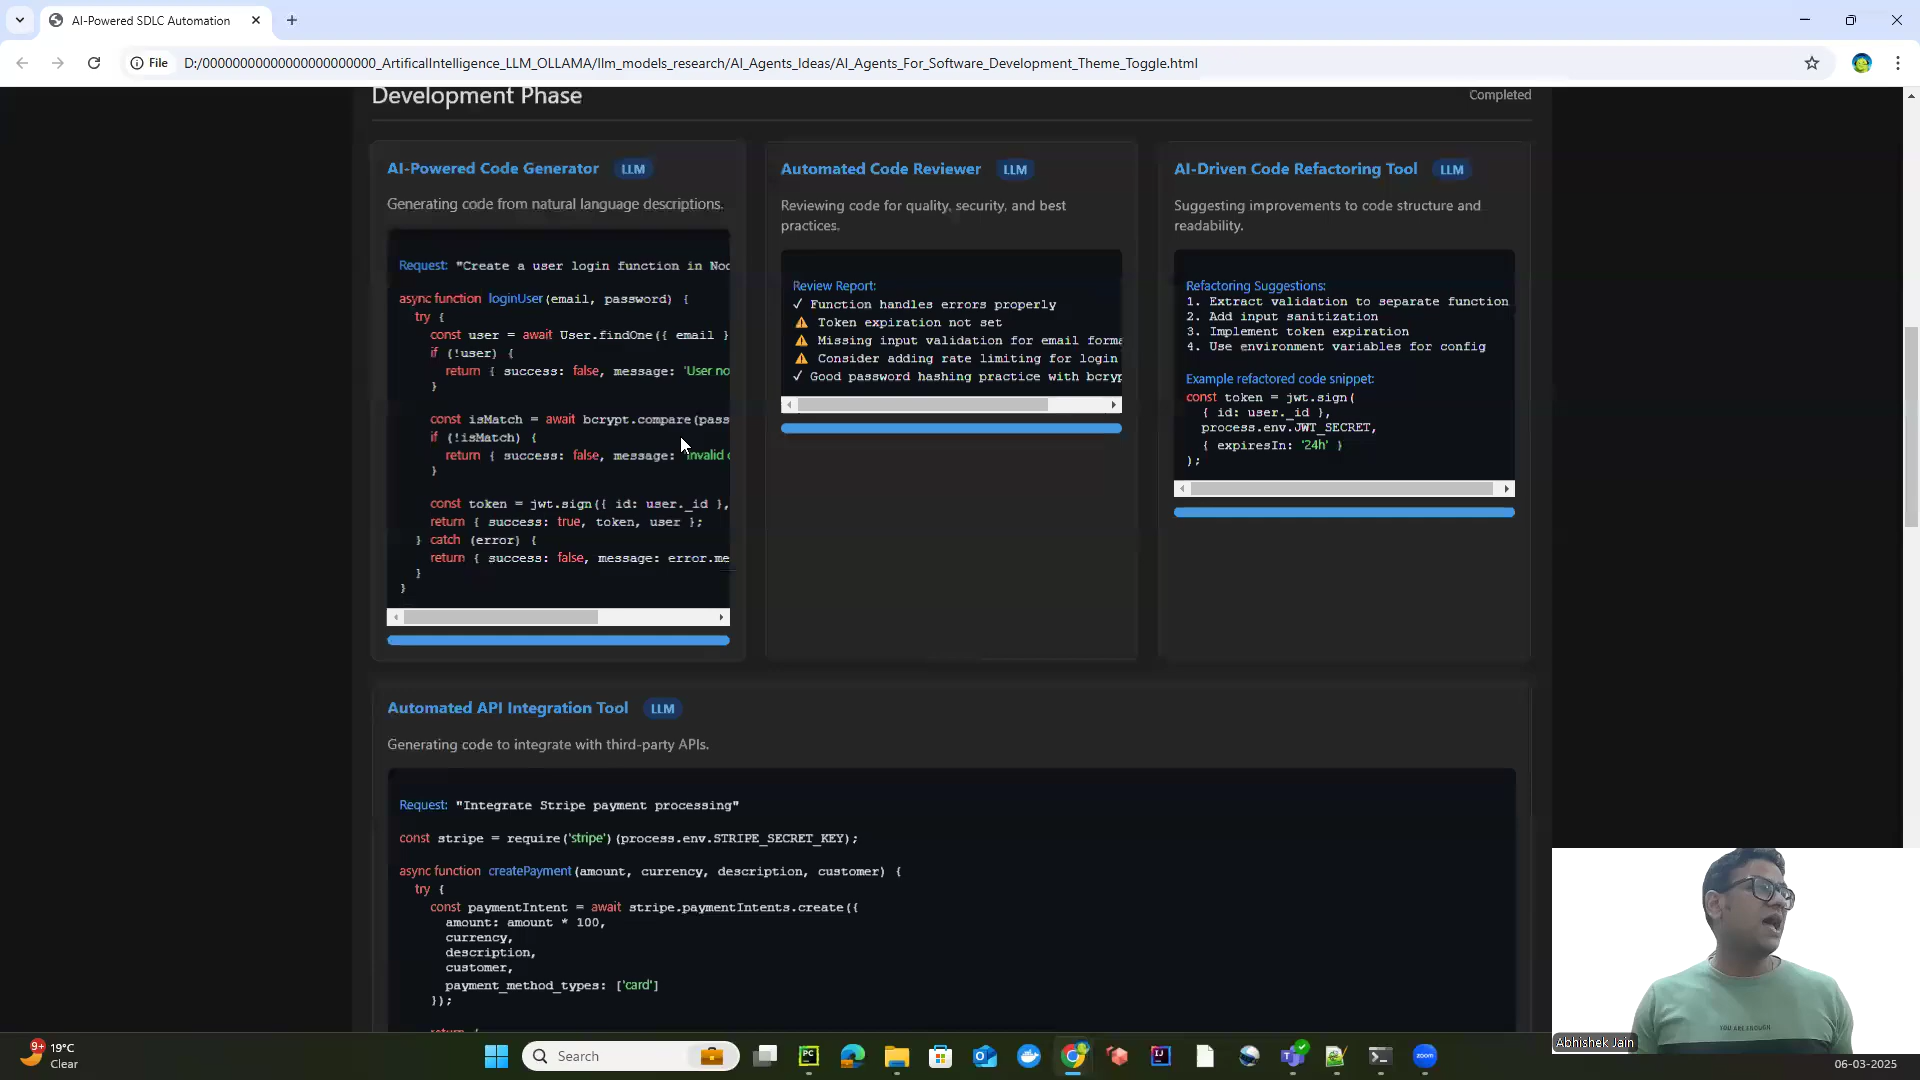 AI-Powered SDLC Automation
File
D:/00000000000000000000000_ArtificalIntelligence_LLM_OLLAMA/llm_models_research/AI_Agents_Ideas/AI_Agents_For_Software_Development_Theme_Toggle.html
Development Phase
Completed
AI-Powered Code Generator LLM
Generating code from natural language descriptions.
Request: "Create a user login function in Noc
async function loginUser(email, password) {
try {
const user = await User.findOne({ email }
if (!user) {
return { success: false, message: 'User no
}
const isMatch = await bcrypt.compare(pass
if (!isMatch) {
return { success: false, message: 'Invalid c
}
const token = jwt.sign({ id: user._id },
return { success: true, token, user };
} catch (error) {
return { success: false, message: error.me
}
}
Automated Code Reviewer LLM
Reviewing code for quality, security, and best
practices.
Review Report:
✓ Function handles errors properly
⚠ Token expiration not set
⚠ Missing input validation for email forma
⚠ Consider adding rate limiting for login
✓ Good password hashing practice with bcryp
AI-Driven Code Refactoring Tool LLM
Suggesting improvements to code structure and
readability.
Refactoring Suggestions:
1. Extract validation to separate function
2. Add input sanitization
3. Implement token expiration
4. Use environment variables for config
Example refactored code snippet:
const token = jwt.sign(
{ id: user._id },
process.env.JWT_SECRET,
{ expiresIn: '24h' }
);
Automated API Integration Tool LLM
Generating code to integrate with third-party APIs.
Request: "Integrate Stripe payment processing"
const stripe = require('stripe')(process.env.STRIPE_SECRET_KEY);
async function createPayment(amount, currency, description, customer) {
try {
const paymentIntent = await stripe.paymentIntents.create({
amount: amount * 100,
currency,
description,
customer,
payment_method_types: ['card']
});
return {
YOU ARE ENOUGH
Abhishek Jain
9+
19°C
Clear
Search
PC
IJ
zoom
06-03-2025